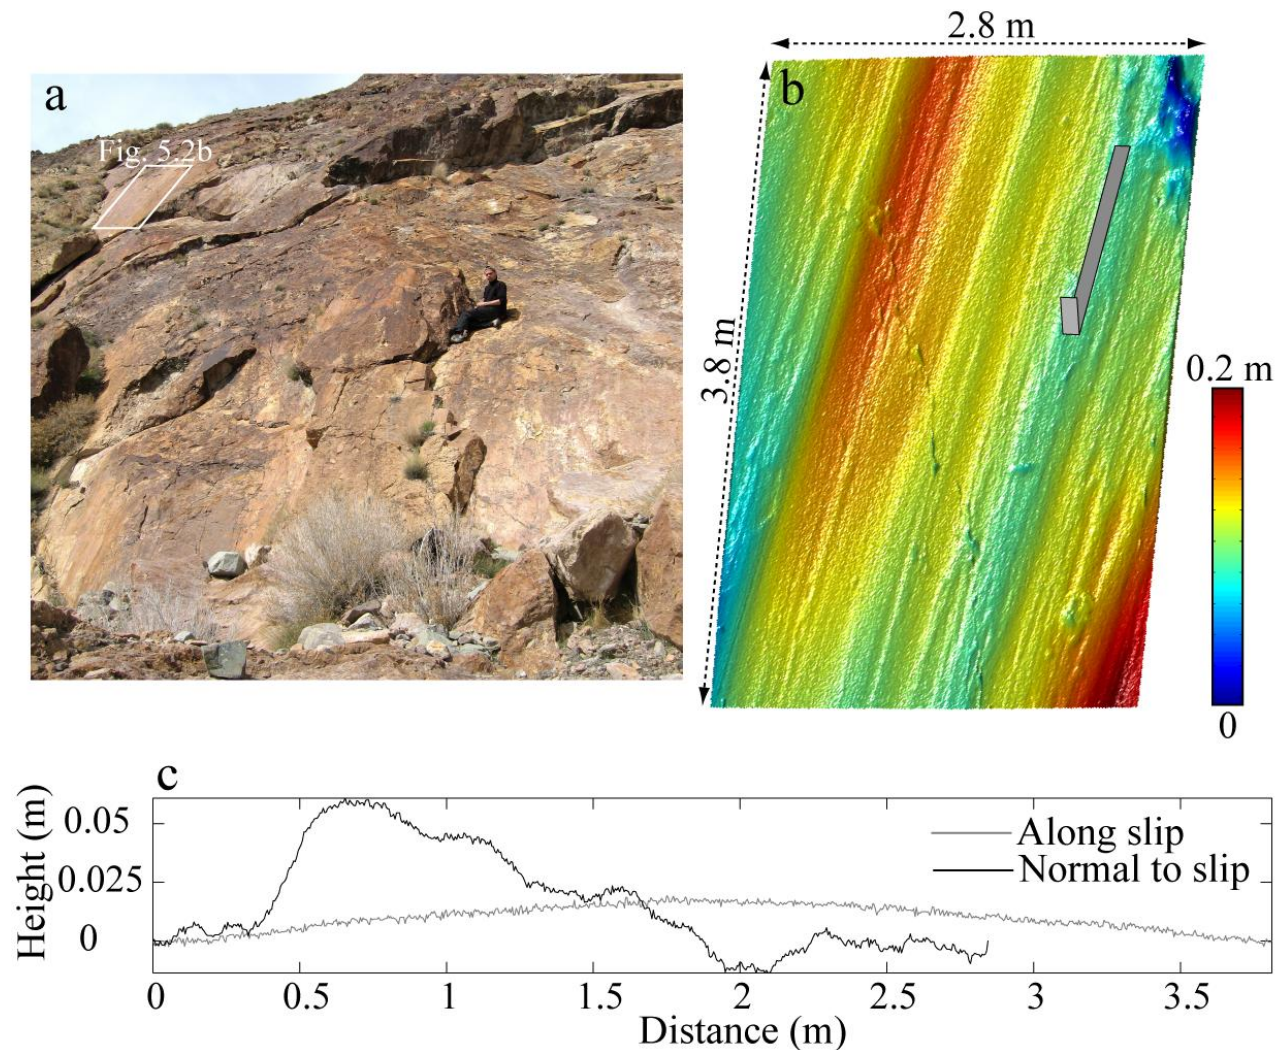 a
Fig. 5.2b
2.8 m
b
3.8 m
0.2 m
0
c
Height (m)
0.05
0.025
0
Along slip
Normal to slip
0 0.5 1 1.5 2 2.5 3 3.5
Distance (m)